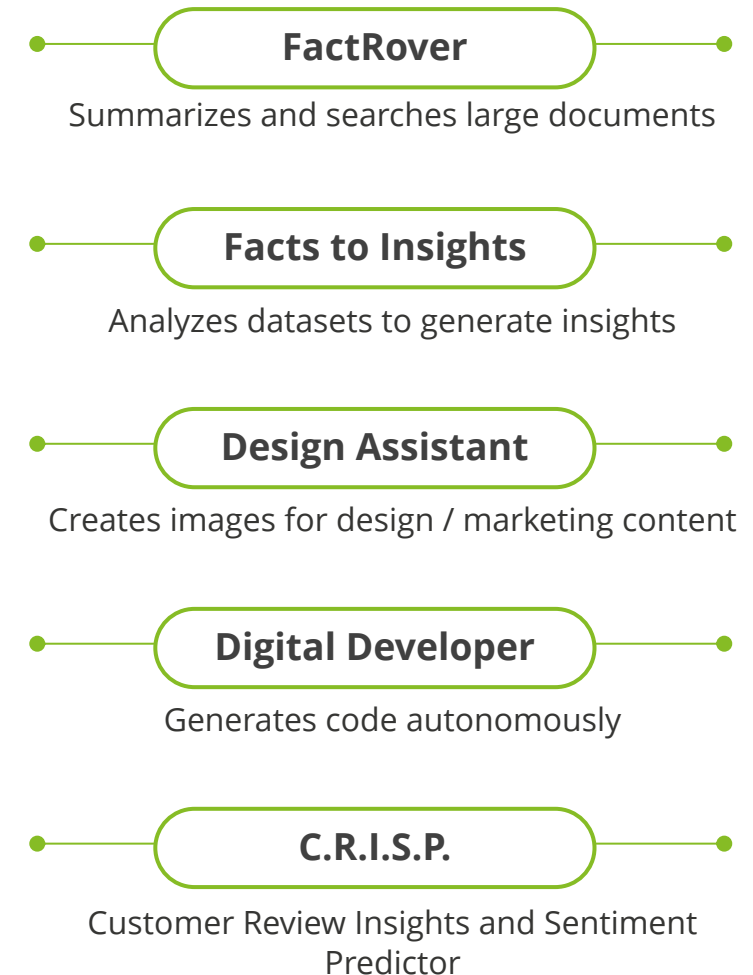 FactRover
Summarizes and searches large documents
Facts to Insights
Analyzes datasets to generate insights
Design Assistant
Creates images for design / marketing content
Digital Developer
Generates code autonomously
C.R.I.S.P.
Customer Review Insights and Sentiment
Predictor